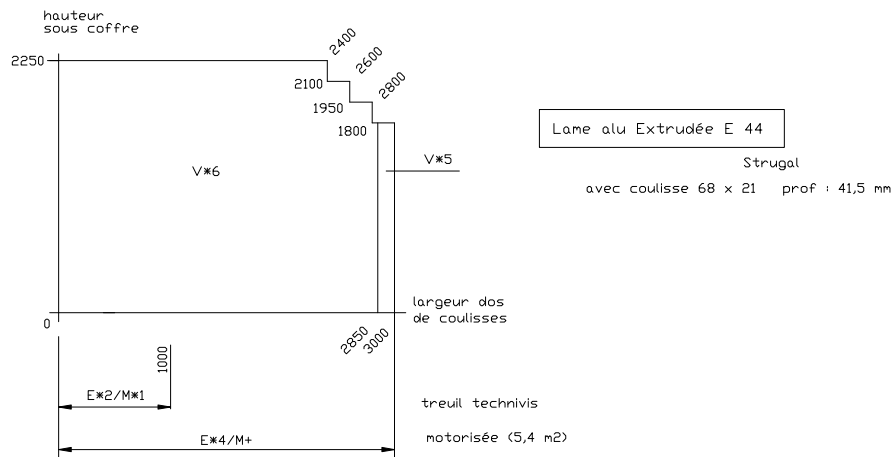 hauteur
sous coffre
2250
2400
2600
2800
2100
1950
1800
V*6
V*5
Lame alu Extrudée E 44
Strugal
avec coulisse 68 x 21 prof : 41,5 mm
largeur dos
de coulisses
0
2850
3000
1000
E*2/M*1
treuil technivis
E*4/M+
motorisée (5,4 m2)